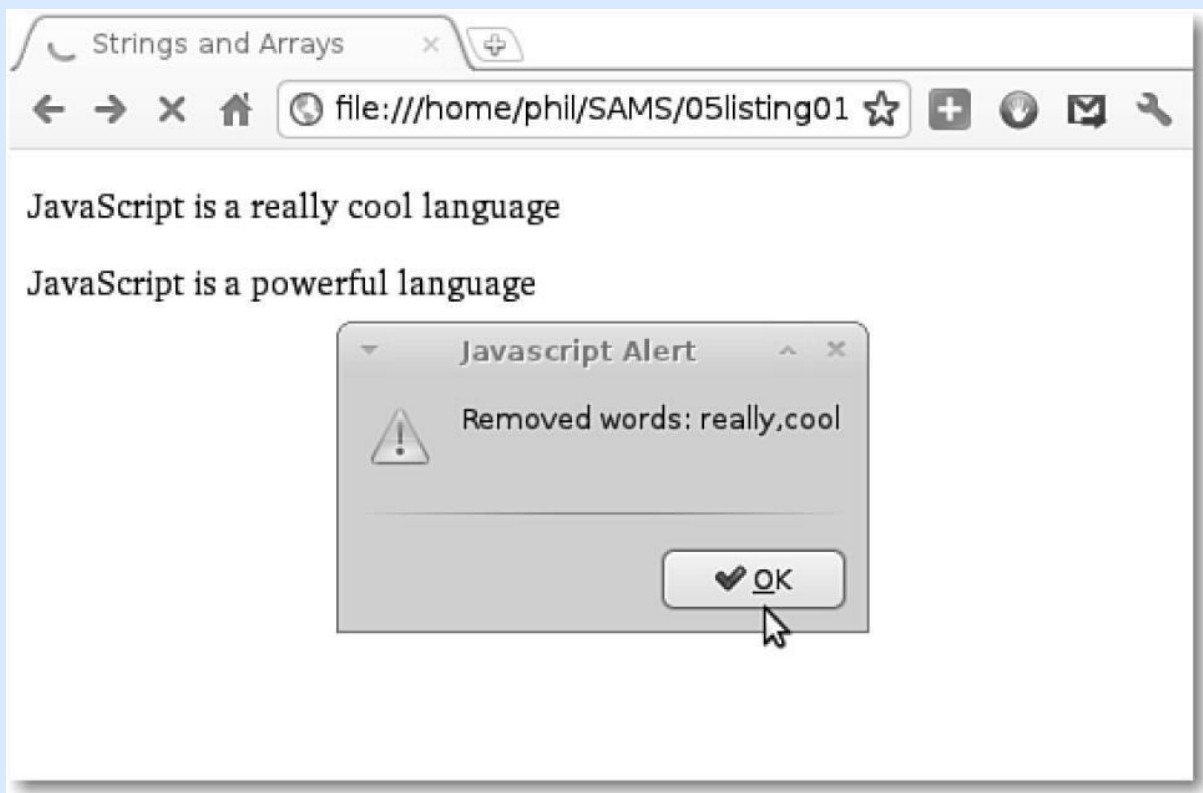 Strings and Arrays
file:///home/phil/SAMS/05listing01
JavaScript is a really cool language
JavaScript is a powerful language
Javascript Alert
Removed words: really,cool
OK